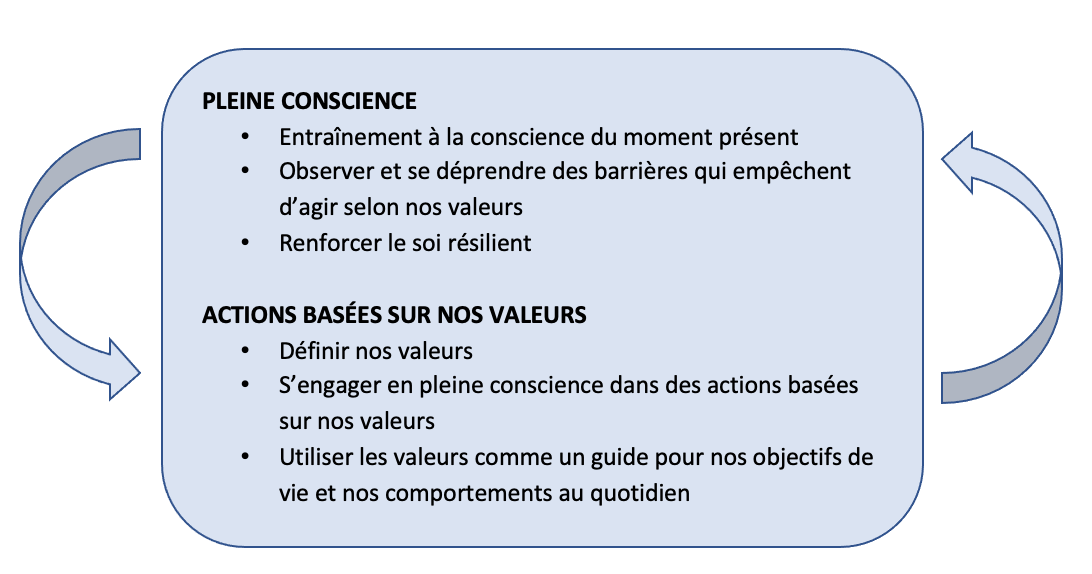 PLEINE CONSCIENCE
• Entraînement à la conscience du moment présent
• Observer et se déprendre des barrières qui empêchent
d’agir selon nos valeurs
• Renforcer le soi résilient
ACTIONS BASÉES SUR NOS VALEURS
• Définir nos valeurs
• S’engager en pleine conscience dans des actions basées
sur nos valeurs
• Utiliser les valeurs comme un guide pour nos objectifs de
vie et nos comportements au quotidien